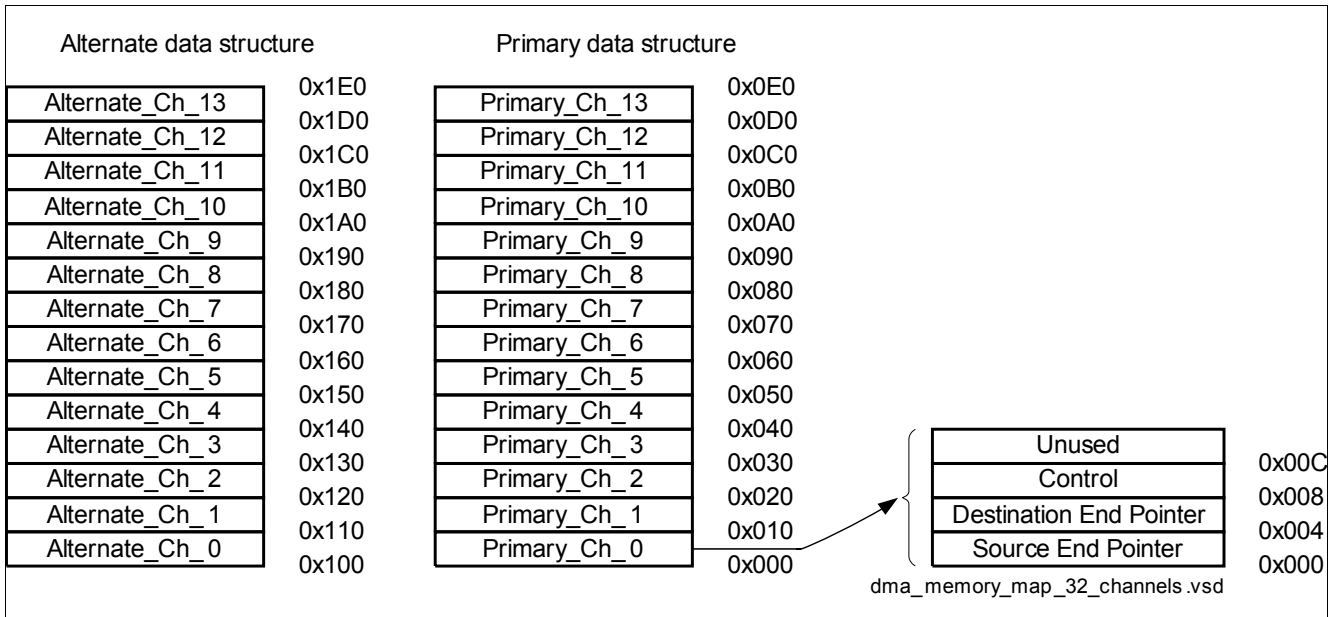 Alternate data structure
Primary data structure
0x1E0
Alternate_Ch_13
0x1D0
Alternate_Ch_12
0x1C0
Alternate_Ch_11
0x1B0
Alternate_Ch_10
0x1A0
Alternate_Ch_9
0x190
Alternate_Ch_8
0x180
Alternate_Ch_7
0x170
Alternate_Ch_6
0x160
Alternate_Ch_5
0x150
Alternate_Ch_4
0x140
Alternate_Ch_3
0x130
Alternate_Ch_2
0x120
Alternate_Ch_1
0x110
Alternate_Ch_0
0x100
0x0E0
Primary_Ch_13
0x0D0
Primary_Ch_12
0x0C0
Primary_Ch_11
0x0B0
Primary_Ch_10
0x0A0
Primary_Ch_9
0x090
Primary_Ch_8
0x080
Primary_Ch_7
0x070
Primary_Ch_6
0x060
Primary_Ch_5
0x050
Primary_Ch_4
0x040
Primary_Ch_3
0x030
Primary_Ch_2
0x020
Primary_Ch_1
0x010
Primary_Ch_0
0x000
Unused
0x00C
Control
0x008
Destination End Pointer
0x004
Source End Pointer
0x000
dma_memory_map_32_channels.vsd